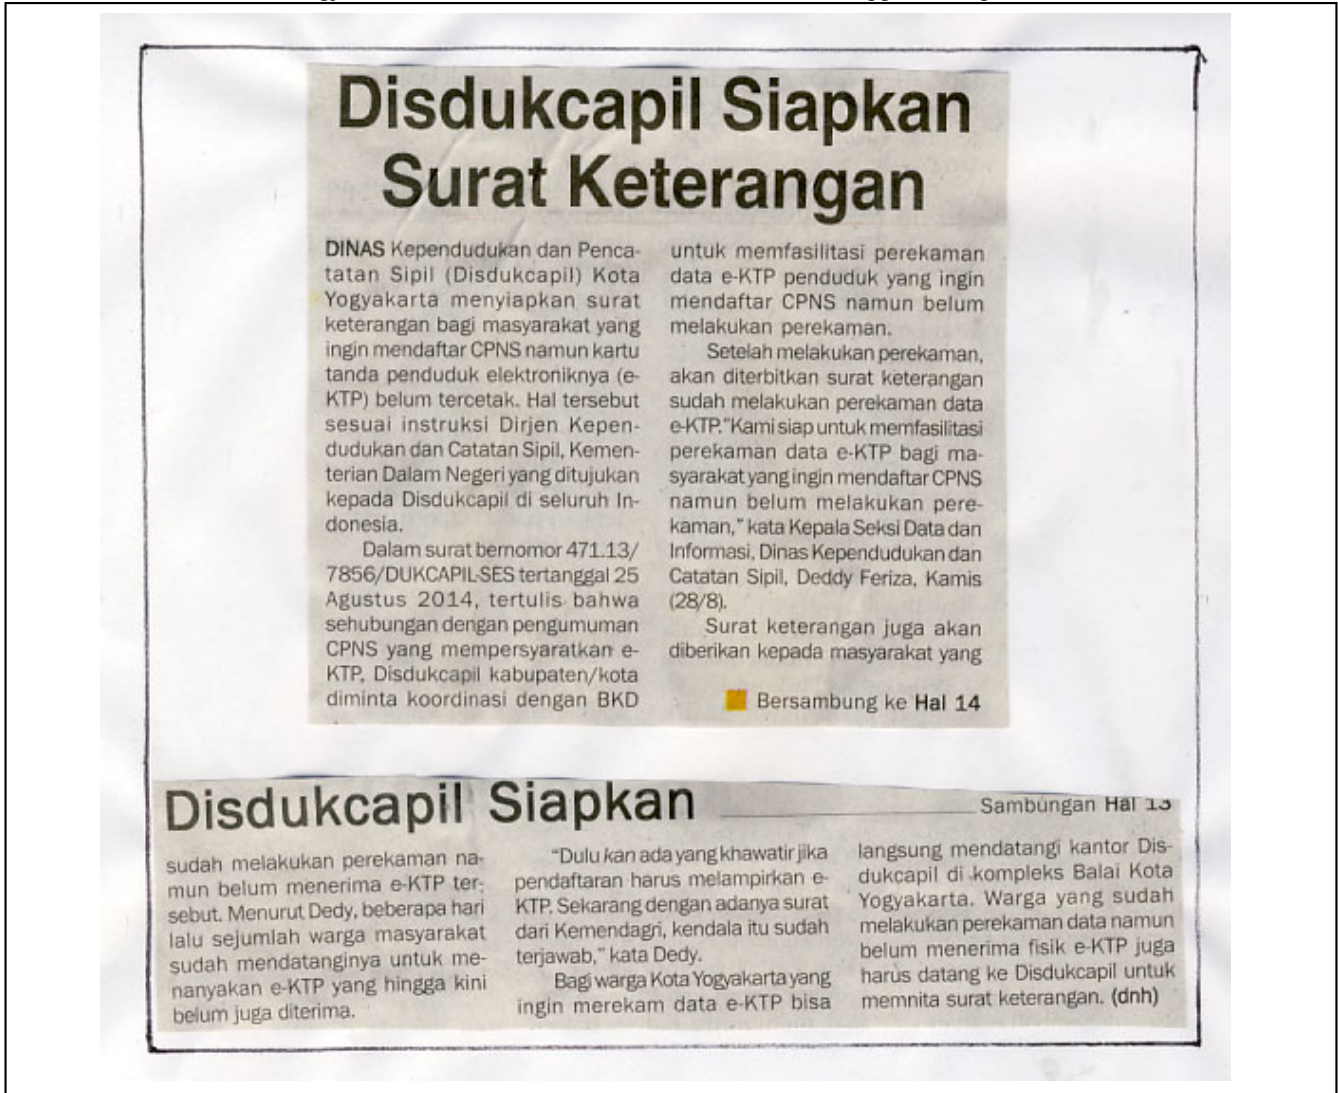 Disdukcapil Siapkan
Surat Keterangan
DINAS Kependudukan dan Penca-
tatan Sipil (Disdukcapil) Kota
Yogyakarta menyiapkan surat
keterangan bagi masyarakat yang
ingin mendaftar CPNS namun kartu
tanda penduduk elektroniknya (e-
KTP) belum tercetak. Hal tersebut
sesuai instruksi Dirjen Kepen-
dudukan dan Catatan Sipil, Kemen-
terian Dalam Negeri yang ditujukan
kepada Disdukcapil di seluruh In-
donesia.
Dalam surat bernomor 471.13/
7856/DUKCAPIL-SES tertanggal 25
Agustus 2014, tertulis bahwa
sehubungan dengan pengumuman
CPNS yang mempersyaratkan e-
KTP, Disdukcapil kabupaten/kota
diminta koordinasi dengan BKD
untuk memfasilitasi perekaman
data e-KTP penduduk yang ingin
mendaftar CPNS namun belum
melakukan perekaman.
Setelah melakukan perekaman,
akan diterbitkan surat keterangan
sudah melakukan perekaman data
e-KTP."Kami siap untuk memfasilitasi
perekaman data e-KTP bagi ma-
syarakat yang ingin mendaftar CPNS
namun belum melakukan pere-
kaman," kata Kepala Seksi Data dan
Informasi, Dinas Kependudukan dan
Catatan Sipil, Deddy Feriza, Kamis
(28/8).
Surat keterangan juga akan
diberikan kepada masyarakat yang
Bersambung ke Hal 14
Disdukcapil Siapkan
Sambungan Hal 13
sudah melakukan perekaman na-
mun belum menerima e-KTP ter-
sebut. Menurut Dedy, beberapa hari
lalu sejumlah warga masyarakat
sudah mendatanginya untuk me-
nanyakan e-KTP yang hingga kini
belum juga diterima.
"Dulu kan ada yang khawatir jika
pendaftaran harus melampirkan e-
KTP. Sekarang dengan adanya surat
dari Kemendagri, kendala itu sudah
terjawab," kata Dedy.
Bagi warga Kota Yogyakarta yang
ingin merekam data e-KTP bisa
langsung mendatangi kantor Dis-
dukcapil di kompleks Balai Kota
Yogyakarta. Warga yang sudah
melakukan perekaman data namun
belum menerima fisik e-KTP juga
harus datang ke Disdukcapil untuk
memnita surat keterangan. (dnh)